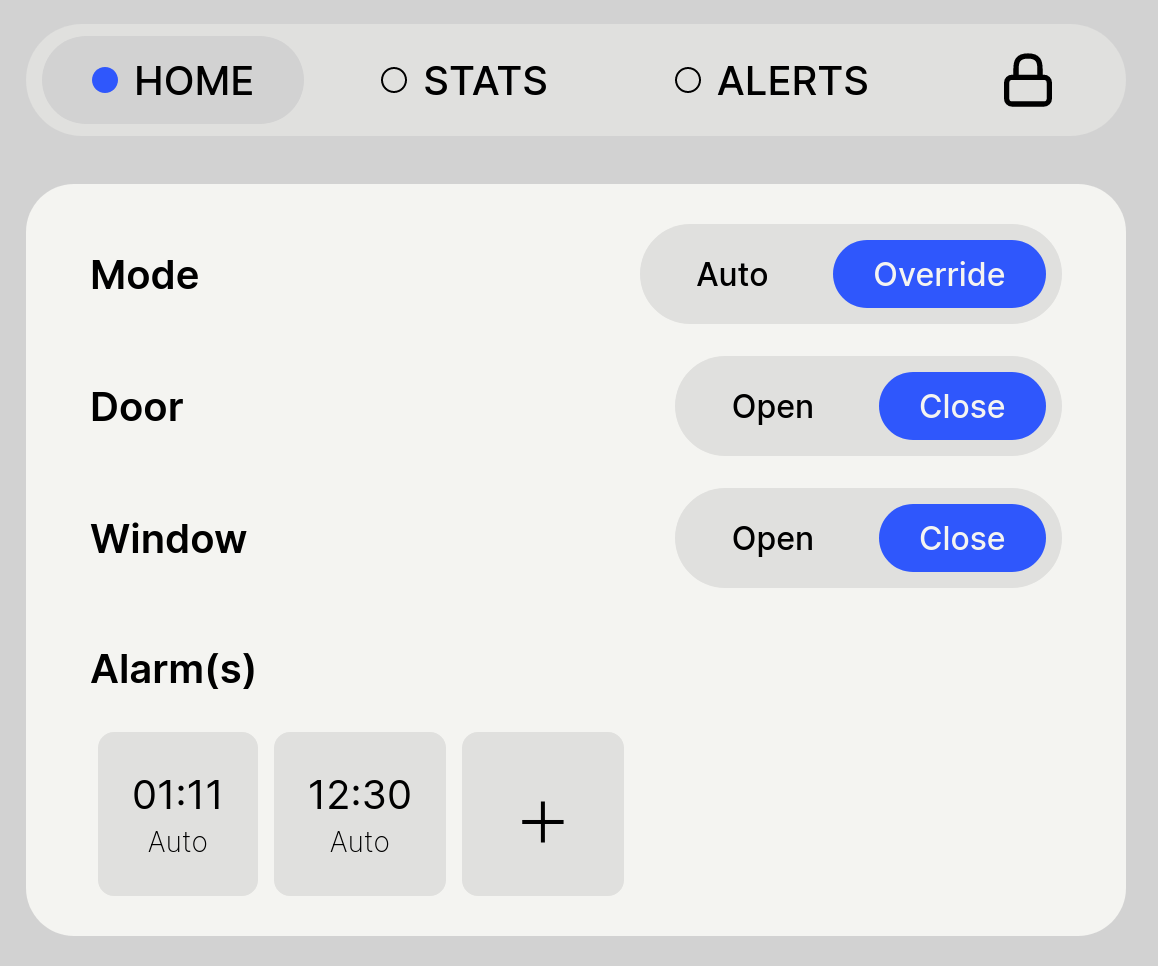 HOME STATS ALERTS
Mode Auto Override
Door Open Close
Window Open Close
Alarm(s)
01:11 12:30 +
Auto Auto